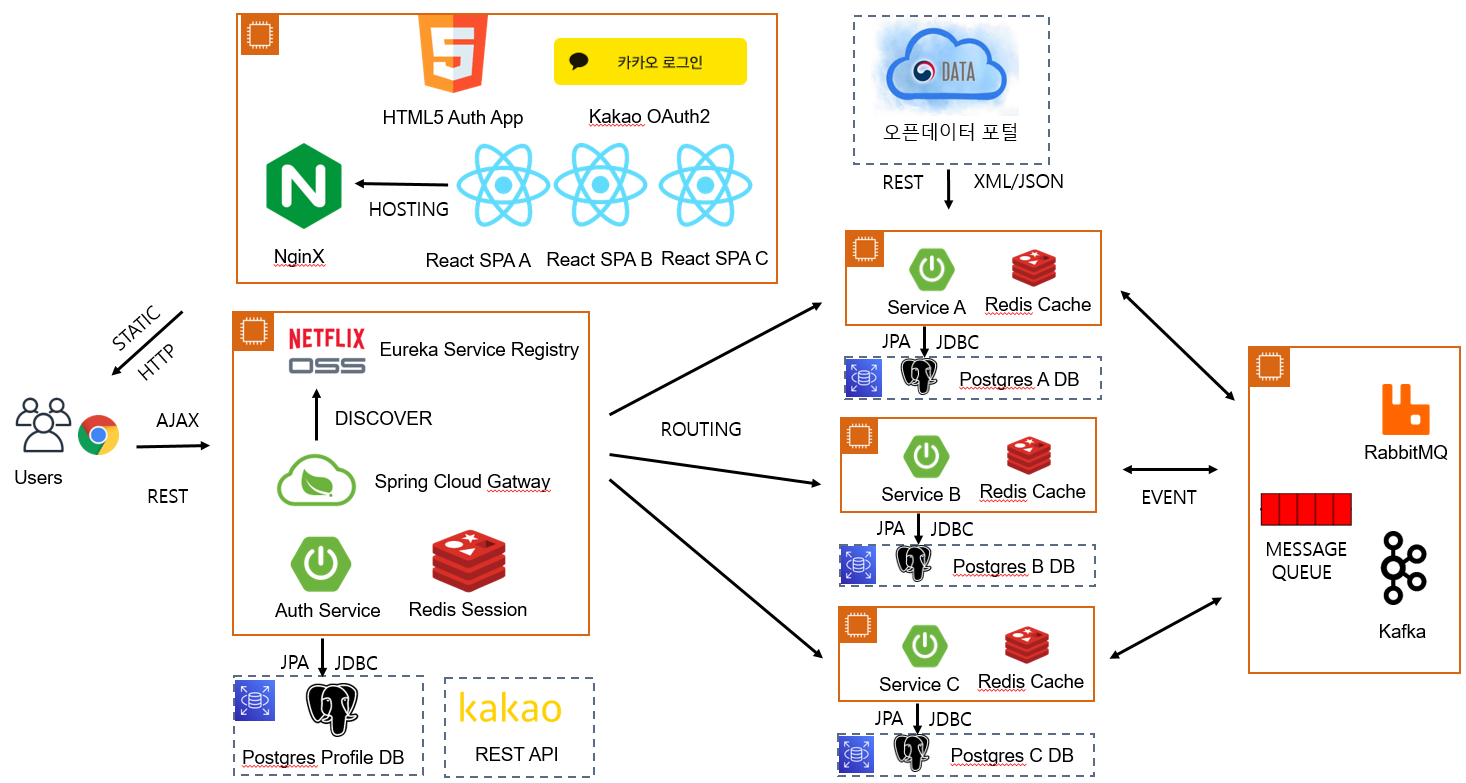 카카오 로그인
HTML5 Auth App
Kakao OAuth2
HOSTING
NginX
React SPA A
React SPA B
React SPA C
DATA
오픈데이터 포털
REST
XML/JSON
STATIC
HTTP
Users
AJAX
REST
NETFLIX
OSS
Eureka Service Registry
DISCOVER
Spring Cloud Gatway
Auth Service
Redis Session
JPA
JDBC
Postgres Profile DB
kakao
REST API
ROUTING
Service A
Redis Cache
JPA
JDBC
Postgres A DB
Service B
Redis Cache
JPA
JDBC
Postgres B DB
Service C
Redis Cache
JPA
JDBC
Postgres C DB
EVENT
RabbitMQ
MESSAGE
QUEUE
Kafka